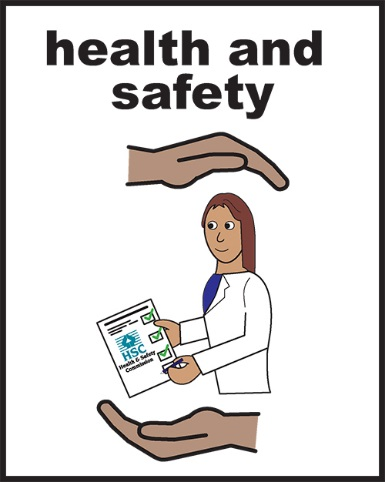 health and
safety
HSC
Health & Safety
Commission